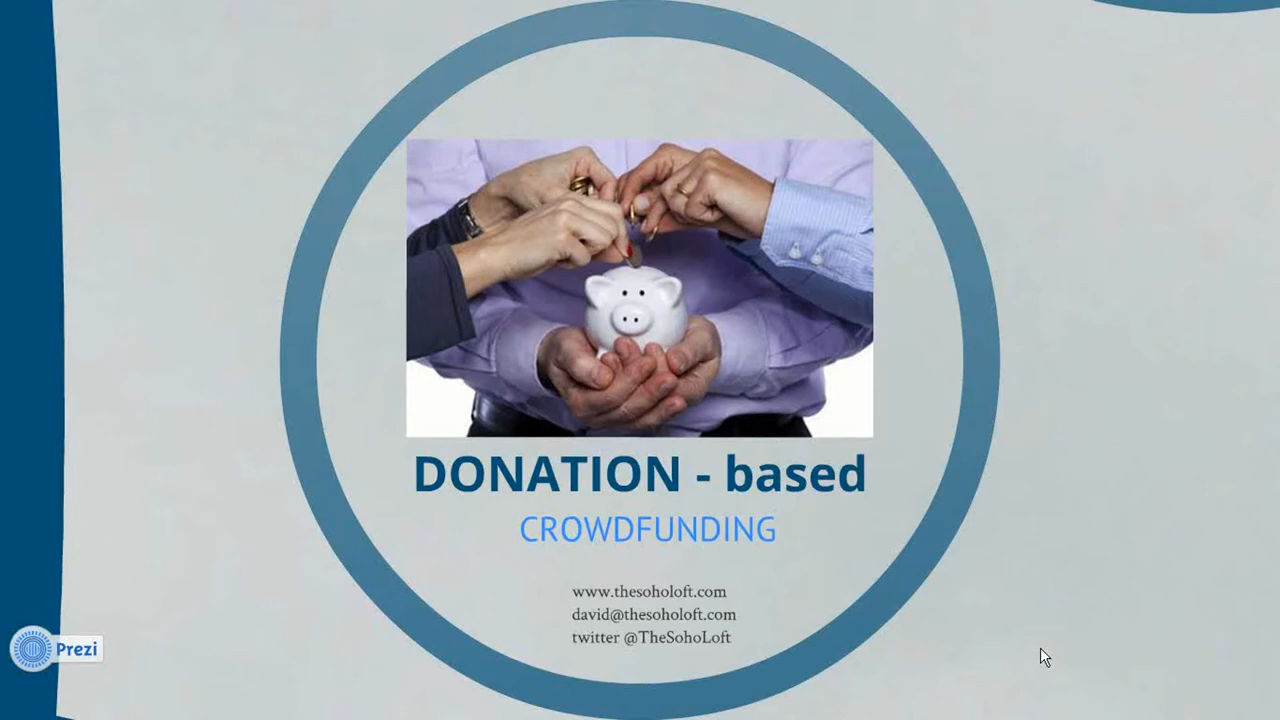 DONATION - based
CROWDFUNDING
www.thesoholoft.com
david@thesoholoft.com
twitter @TheSohoLoft
Prezi